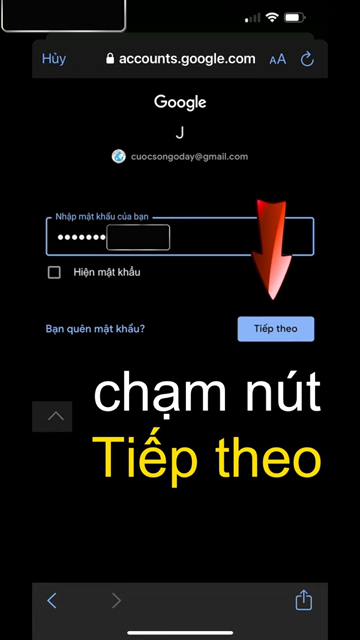 Hủy
accounts.google.com
AA
Google
J
cuocsongoday@gmail.com
Nhập mật khẩu của bạn
Hiện mật khẩu
Bạn quên mật khẩu?
Tiếp theo
chạm nút
Tiếp theo